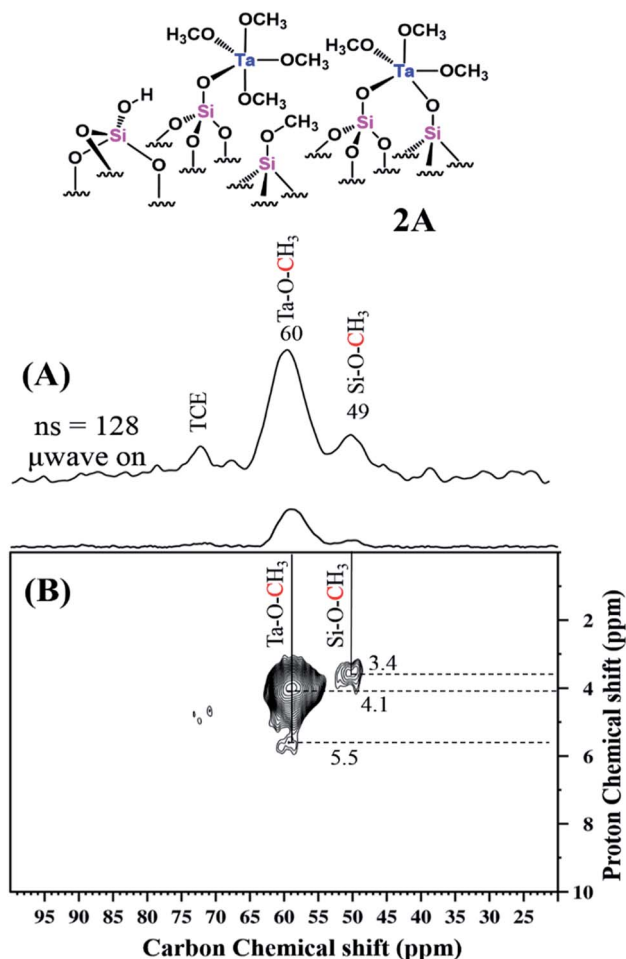 OCH₃
H₃CO
Ta
OCH₃
O
OCH₃
Si
O
O
O
O
H
Si
O
O
O
O
CH₃
Si
OCH₃
H₃CO
Ta
OCH₃
O
O
Si
Si
O
O
O
2A
(A)
ns = 128
μwave on
TCE
Ta-O-CH₃
60
Si-O-CH₃
49
(B)
Ta-O-CH₃
Si-O-CH₃
3.4
4.1
5.5
2
4
6
8
10
Proton Chemical shift (ppm)
95 90 85 80 75 70 65 60 55 50 45 40 35 30 25
Carbon Chemical shift (ppm)